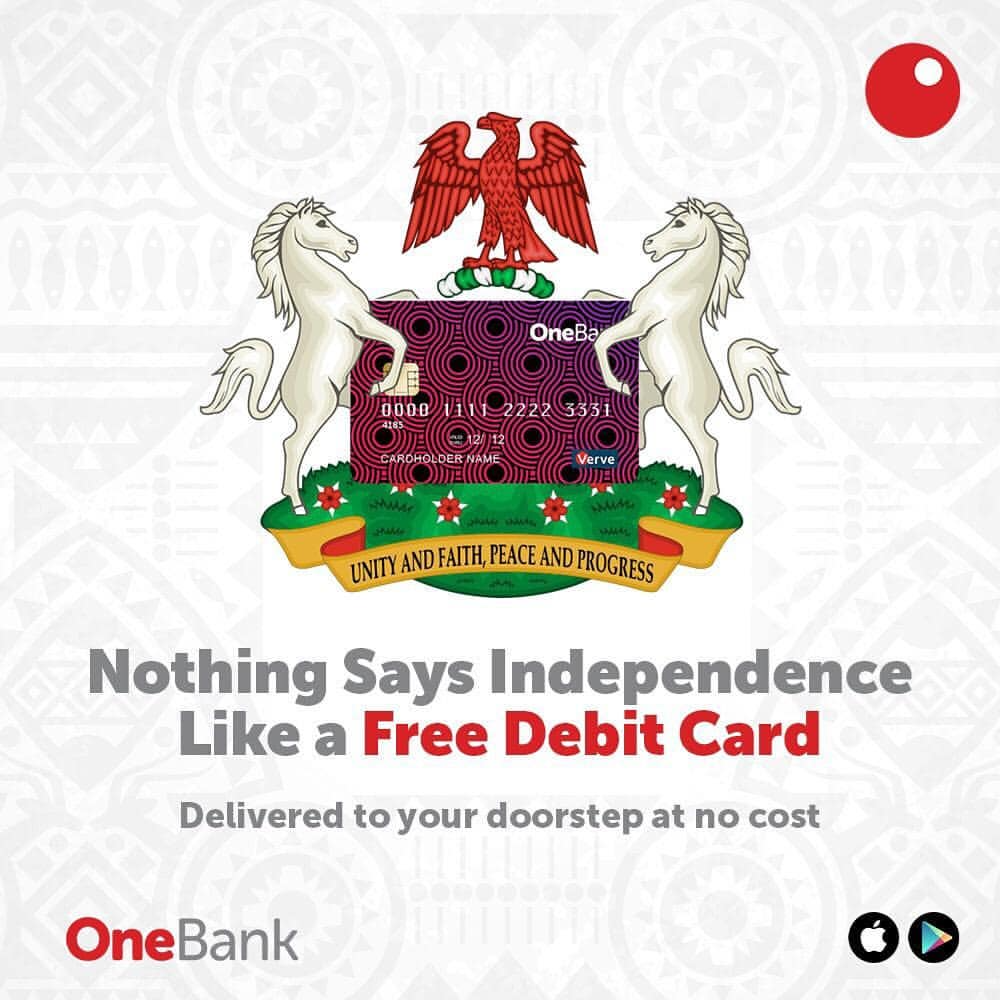 OneBa
0000 1111 2222 3331
4185
12/ 12
CARDHOLDER NAME
Verve
UNITY AND FAITH, PEACE AND PROGRESS
Nothing Says Independence
Like a Free Debit Card
Delivered to your doorstep at no cost
OneBank